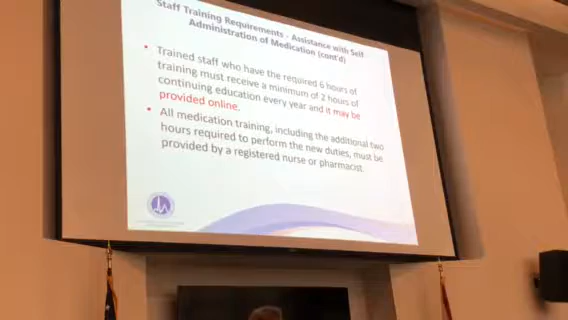 Staff Training Requirements - Assistance with Self
Administration of Medication (cont'd)
• Trained staff who have the required 6 hours of
training must receive a minimum of 2 hours of
continuing education every year and it may be
provided online.
• All medication training, including the additional two
hours required to perform the new duties, must be
provided by a registered nurse or pharmacist.